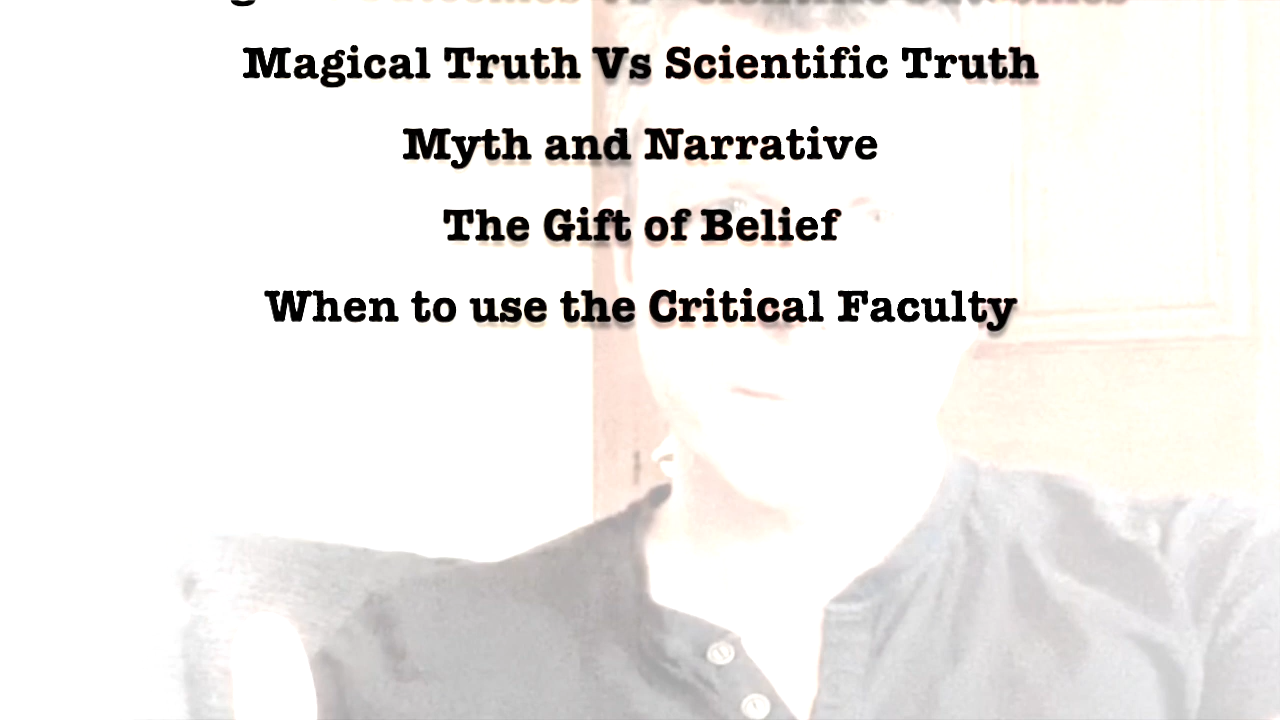 Magical Truth Vs Scientific Truth
Myth and Narrative
The Gift of Belief
When to use the Critical Faculty